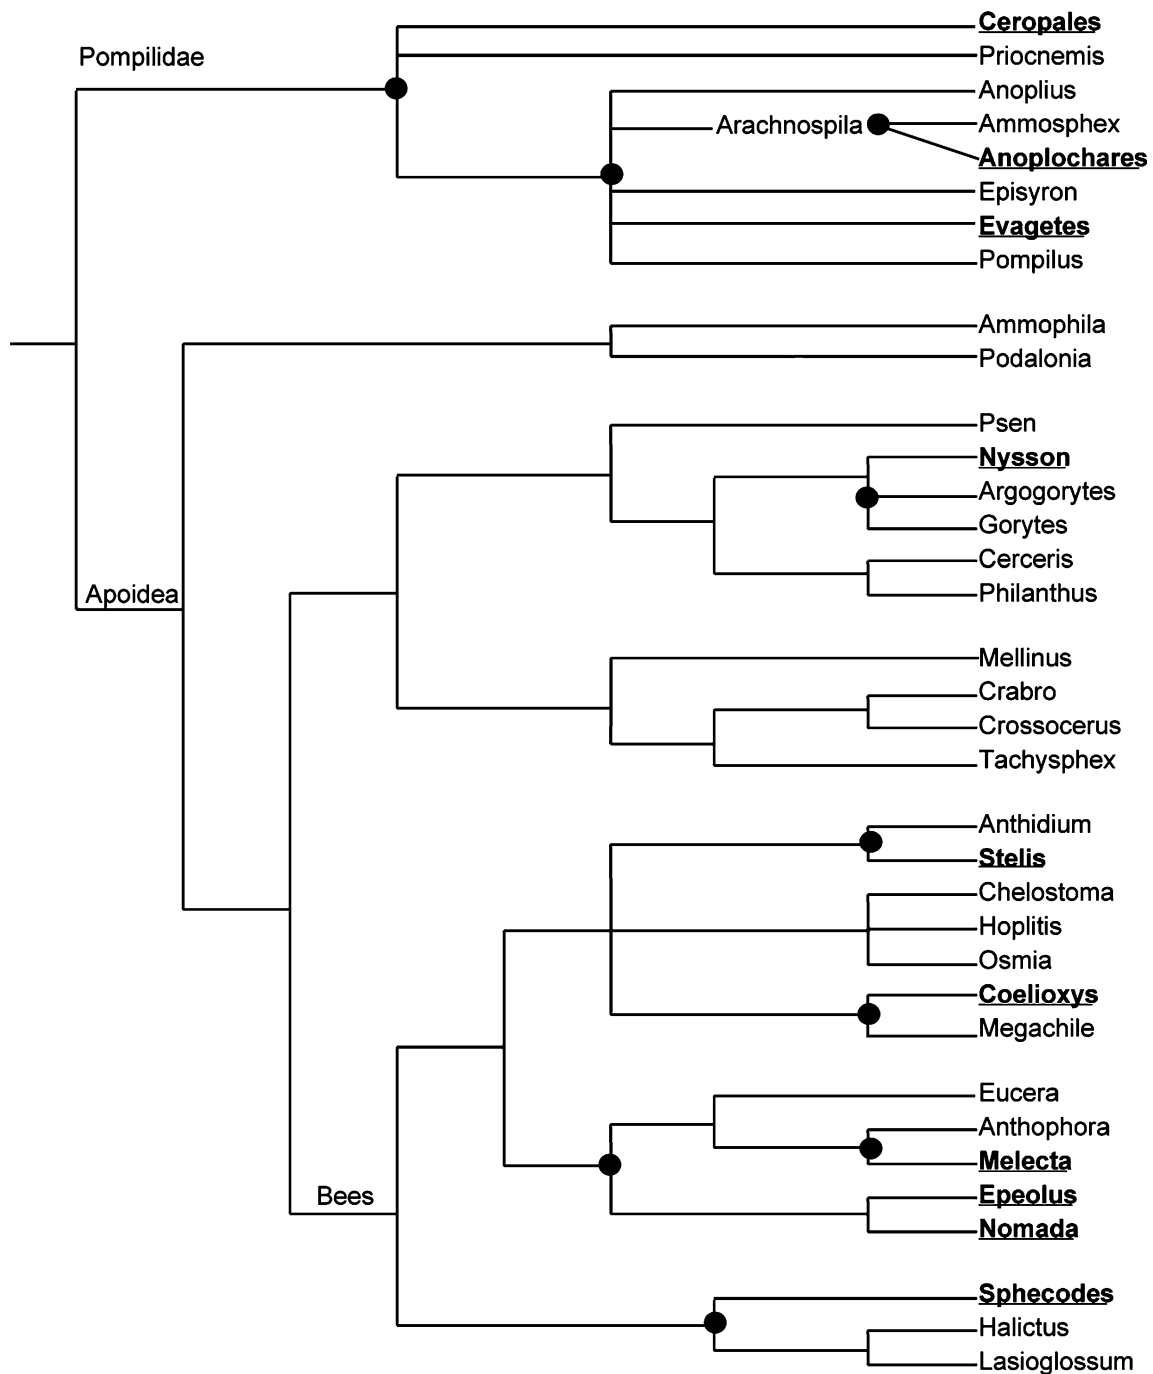 Ceropales
Pompilidae
Priocnemis
Anoplius
Arachnospila
Ammosphex
Anoplochares
Episyron
Evagetes
Pompilus
Ammophila
Podalonia
Psen
Nysson
Argogorytes
Gorytes
Cerceris
Apoidea
Philanthus
Mellinus
Crabro
Crossocerus
Tachysphex
Anthidium
Stelis
Chelostoma
Hoplitis
Osmia
Coelioxys
Megachile
Eucera
Anthophora
Melecta
Bees
Epeolus
Nomada
Sphecodes
Halictus
Lasioglossum